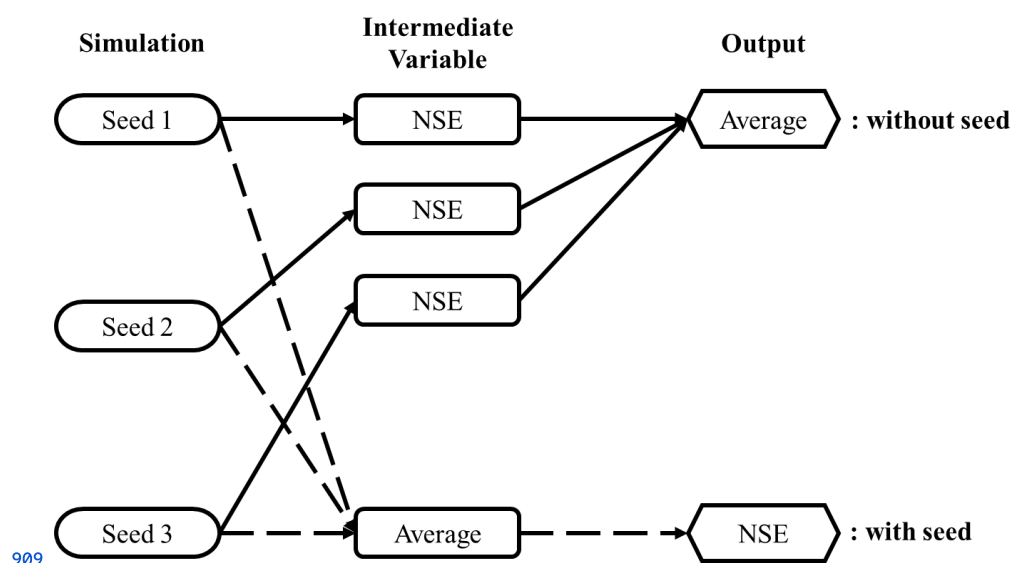 Simulation
Intermediate
Variable
Output
Seed 1
NSE
Average
: without seed
NSE
Seed 2
NSE
Seed 3
Average
NSE
: with seed
909